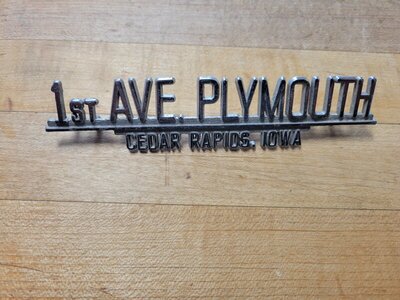 1ST. AVE. PLYMOUTH
CEDAR RAPIDS, IOWA